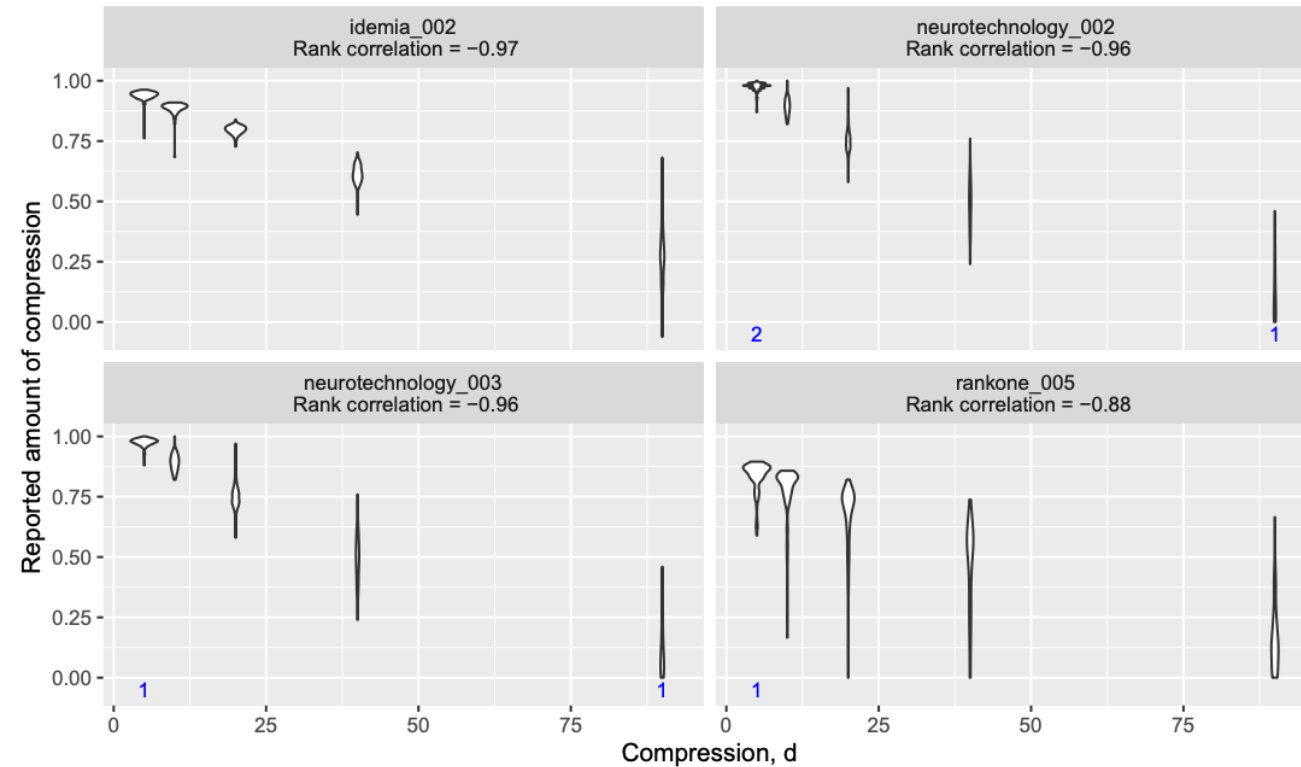 idemia_002
Rank correlation = −0.97
neurotechnology_002
Rank correlation = −0.96
1.00
0.75
0.50
0.25
0.00
2
1
neurotechnology_003
Rank correlation = −0.96
rankone_005
Rank correlation = −0.88
1.00
0.75
0.50
0.25
0.00
1
1
1
0
25
50
75
0
25
50
75
Compression, d
Reported amount of compression